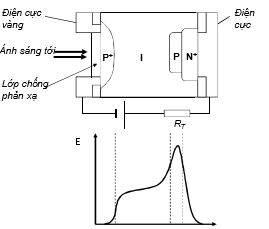 Điện cực
vàng
Điện
cực
Ánh sáng tới
P+
I
P
N+
Lớp chống
phản xạ
RT
E